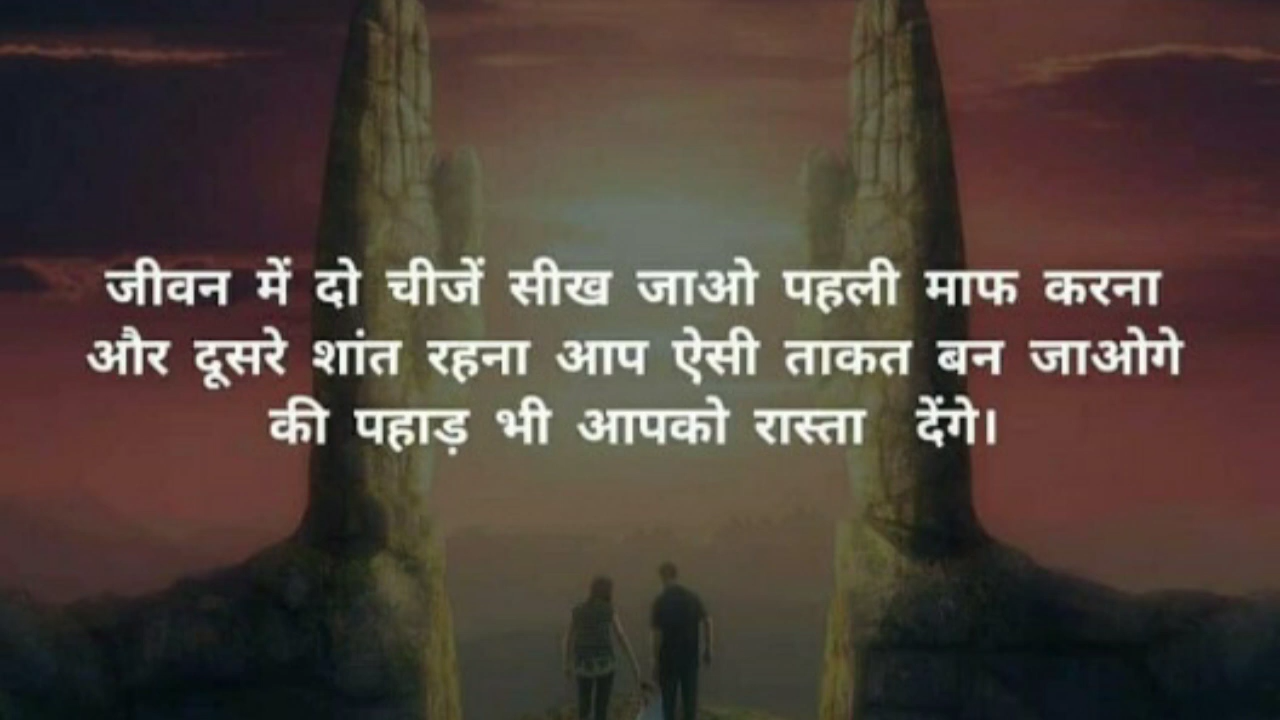 जीवन में दो चीजें सीख जाओ पहली माफ करना
और दूसरे शांत रहना आप ऐसी ताकत बन जाओगे
की पहाड़ भी आपको रास्ता देंगे।